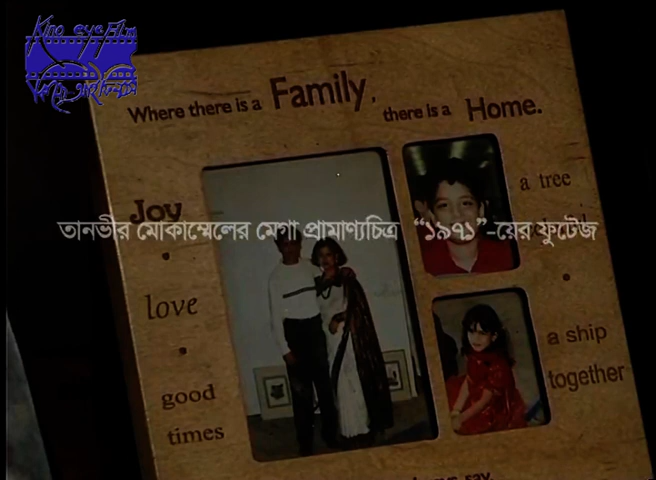 Kino eye Film
Where there is a Family,
there is a Home.
Joy
a tree
তানভীর মোকাম্মেলের মেগা প্রামাণ্যচিত্র “১৯৭১”-য়ের ফুটেজ
love
a ship
together
good
times
say.